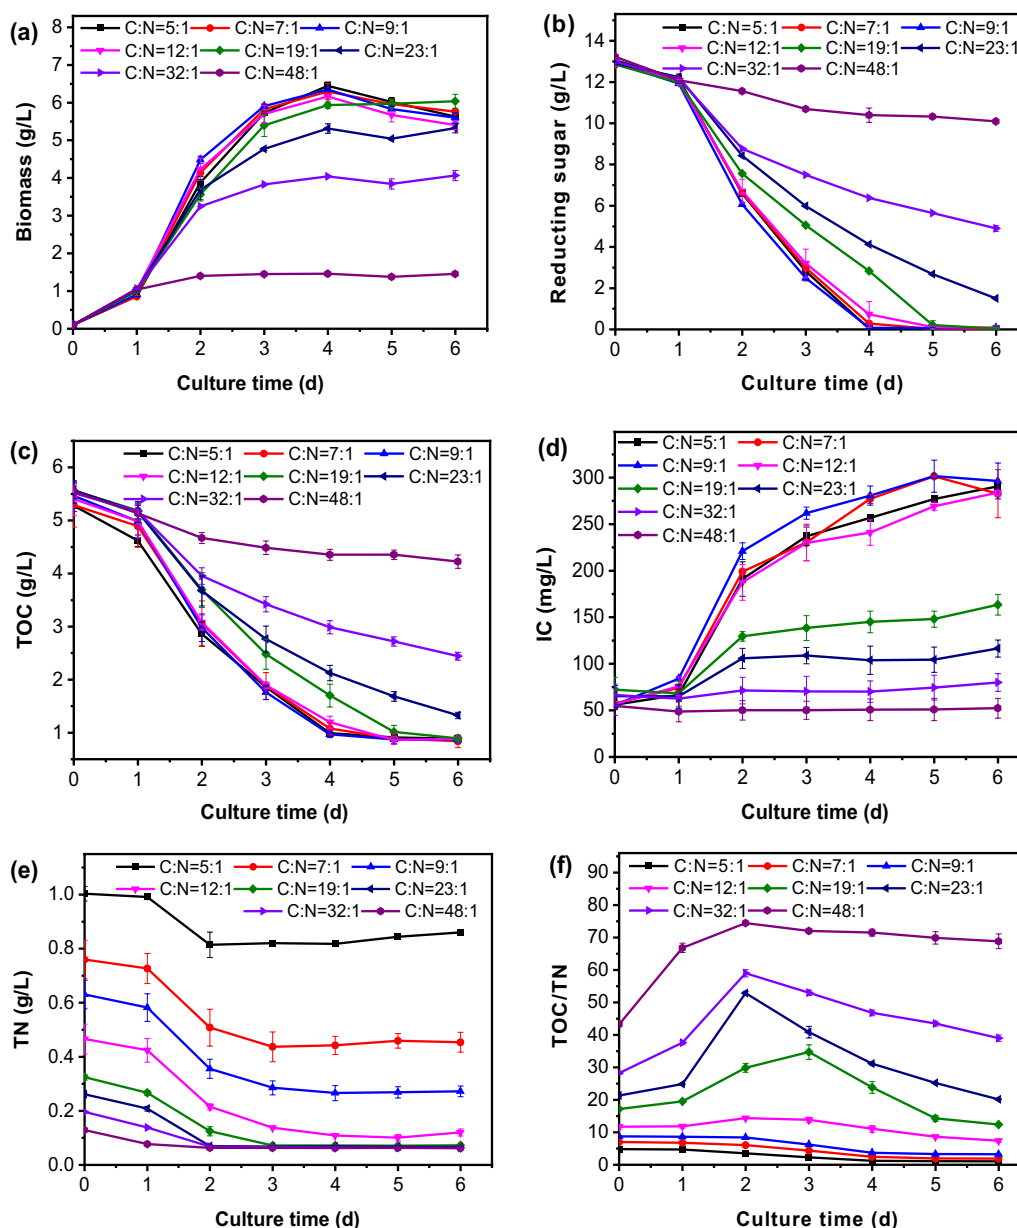 (a)
C:N=5:1 C:N=7:1 C:N=9:1
C:N=12:1 C:N=19:1 C:N=23:1
C:N=32:1 C:N=48:1
Biomass (g/L)
8
7
6
5
4
3
2
1
0
0 1 2 3 4 5 6
Culture time (d)
(b)
C:N=5:1 C:N=7:1 C:N=9:1
C:N=12:1 C:N=19:1 C:N=23:1
C:N=32:1 C:N=48:1
Reducting sugar (g/L)
14
12
10
8
6
4
2
0
0 1 2 3 4 5 6
Culture time (d)
(c)
C:N=5:1 C:N=7:1 C:N=9:1
C:N=12:1 C:N=19:1 C:N=23:1
C:N=32:1 C:N=48:1
TOC (g/L)
6
5
4
3
2
1
0 1 2 3 4 5 6
Culture time (d)
(d)
C:N=5:1 C:N=7:1
C:N=9:1 C:N=12:1
C:N=19:1 C:N=23:1
C:N=32:1
C:N=48:1
IC (mg/L)
300
250
200
150
100
50
0
0 1 2 3 4 5 6
Culture time (d)
(e)
C:N=5:1 C:N=7:1 C:N=9:1
C:N=12:1 C:N=19:1 C:N=23:1
C:N=32:1 C:N=48:1
TN (g/L)
1.0
0.8
0.6
0.4
0.2
0.0
0 1 2 3 4 5 6
Culture time (d)
(f)
C:N=5:1 C:N=7:1 C:N=9:1
C:N=12:1 C:N=19:1 C:N=23:1
C:N=32:1 C:N=48:1
TOC/TN
90
80
70
60
50
40
30
20
10
0
0 1 2 3 4 5 6
Culture time (d)